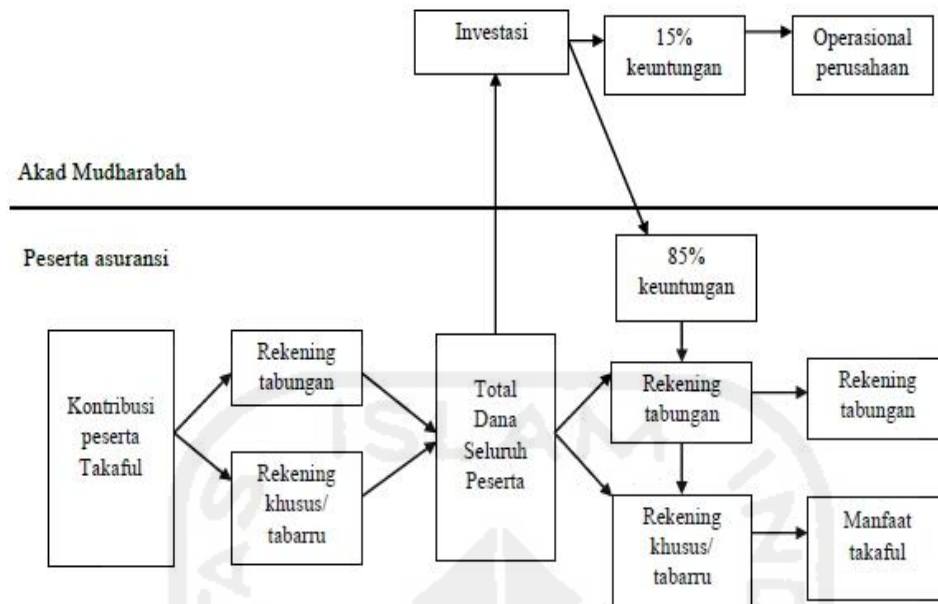 Investasi
15%
keuntungan
Operasional
perusahaan
Akad Mudharabah
Peserta asuransi
85%
keuntungan
Kontribusi
peserta
Takaful
Rekening
tabungan
Rekening
khusus/
tabarru
Total
Dana
Seluruh
Peserta
Rekening
tabungan
Rekening
khusus/
tabarru
Rekening
tabungan
Manfaat
takaful
ISLAM